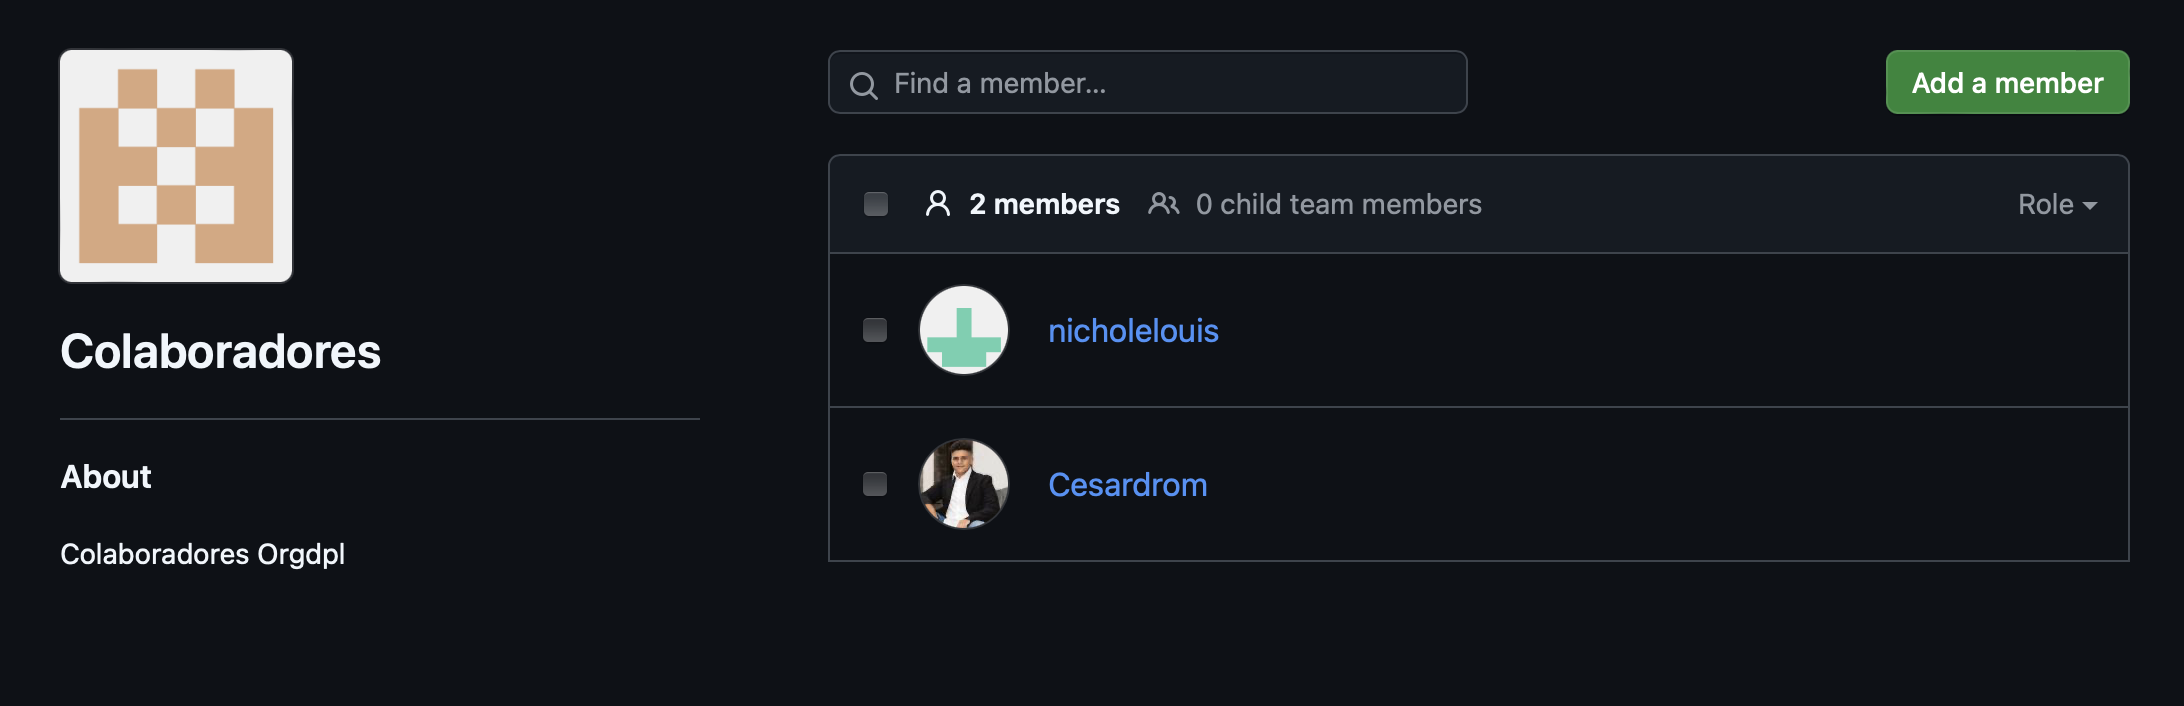 Colaboradores
About
Colaboradores Orgdpl
Find a member...
Add a member
2 members
0 child team members
Role
nicholelouis
Cesardrom